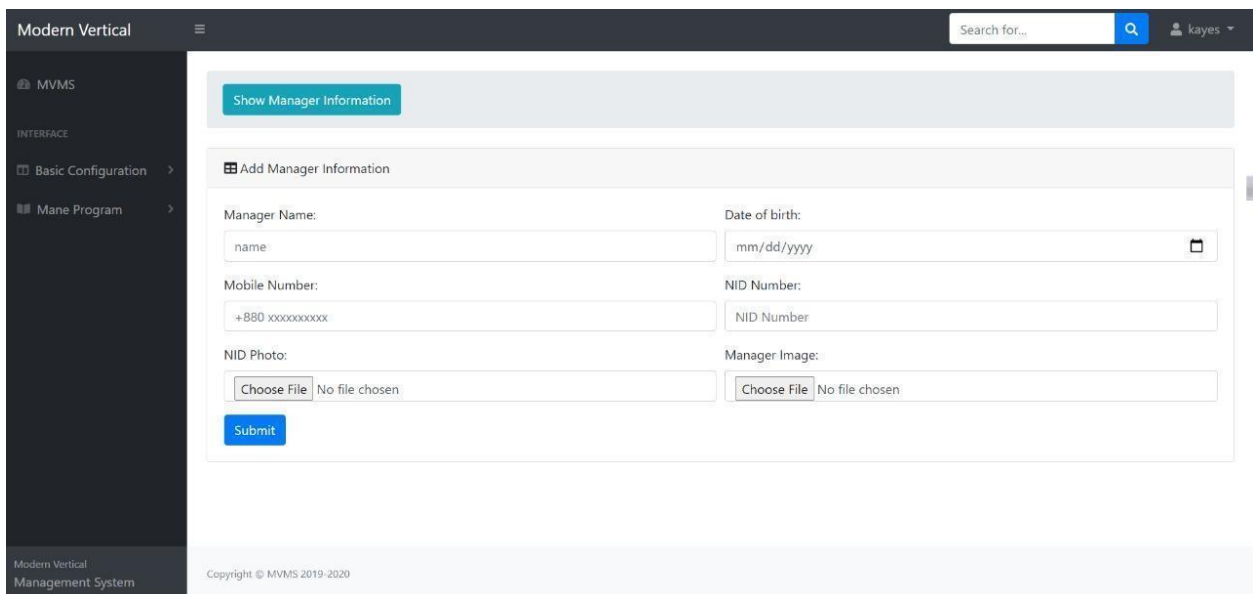 Modern Vertical
Search for...
kayes
MVMS
INTERFACE
Basic Configuration
Mane Program
Show Manager Information
Add Manager Information
Manager Name:
Date of birth:
name
mm/dd/yyyy
Mobile Number:
NID Number:
+880 xxxxxxxxxx
NID Number
NID Photo:
Manager Image:
Choose File No file chosen
Choose File No file chosen
Submit
Modern Vertical
Management System
Copyright © MVMS 2019-2020